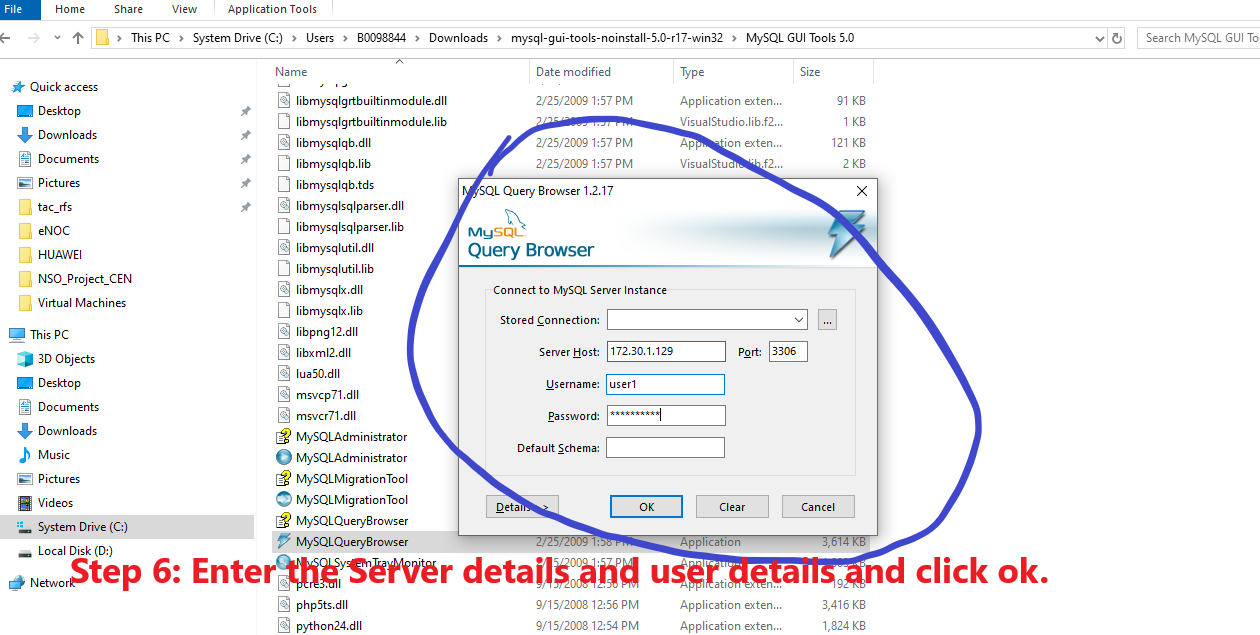 File Home Share View Application Tools
This PC > System Drive (C:) > Users > B0098844 > Downloads > mysql-gui-tools-noinstall-5.0-r17-win32 > MySQL GUI Tools 5.0
Search MySQL GUI To
Quick access
Desktop
Downloads
Documents
Pictures
tac_rfs
eNOC
HUAWEI
NSO_Project_CEN
Virtual Machines
This PC
3D Objects
Desktop
Documents
Downloads
Music
Pictures
Videos
System Drive (C:)
Local Disk (D:)
Network
Name Date modified Type Size
libmysqlgrtbuiltinmodule.dll 2/25/2009 1:57 PM Application exten... 91 KB
libmysqlgrtbuiltinmodule.lib 2/25/2009 1:57 PM VisualStudio.lib.f2... 1 KB
libmysqlqb.dll 2/25/2009 1:57 PM Application exten... 121 KB
libmysqlqb.lib 2/25/2009 1:57 PM VisualStudio.lib.f2... 2 KB
libmysqlqb.tds
libmysqlsqlparser.dll
libmysqlsqlparser.lib
libmysqlutil.dll
libmysqlutil.lib
libmysqlx.dll
libmysqlx.lib
libpng12.dll
libxml2.dll
lua50.dll
msvcp71.dll
msvcr71.dll
MySQLAdministrator
MySQLAdministrator
MySQLMigrationTool
MySQLMigrationTool
MySQLQueryBrowser
MySQLQueryBrowser 2/25/2009 1:58 PM Application 3,614 KB
MySQLSystemTrayMonitor 2/25/2009 1:57 PM Application
pcre3.dll 9/15/2008 12:56 PM Application exten... 192 KB
php5ts.dll 9/15/2008 12:56 PM Application exten... 3,416 KB
python24.dll 9/15/2008 12:54 PM Application exten... 1,824 KB
MySQL Query Browser 1.2.17
MySQL
Query Browser
Connect to MySQL Server Instance
Stored Connection: ...
Server Host: 172.30.1.129 Port: 3306
Username: user1
Password: **********
Default Schema:
Details >> OK Clear Cancel
Step 6: Enter the Server details and user details and click ok.